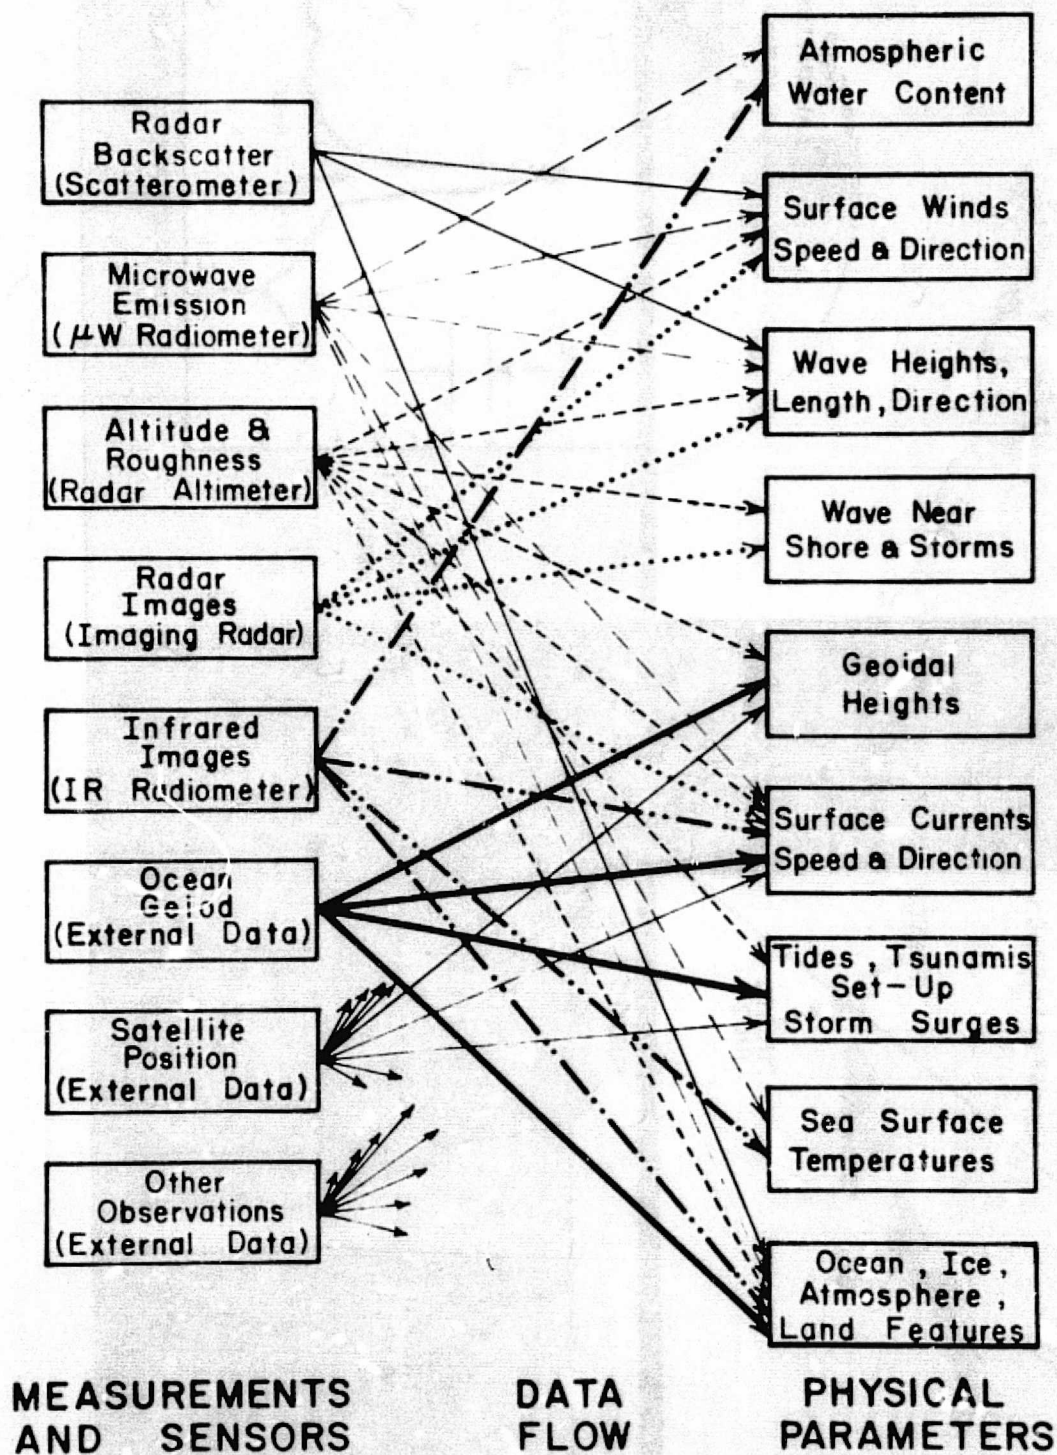 Radar
Backscatter
(Scatterometer)
Microwave
Emission
(μW Radiometer)
Altitude &
Roughness
(Radar Altimeter)
Radar
Images
(Imaging Radar)
Infrared
Images
(IR Radiometer)
Ocean
Geiod
(External Data)
Satellite
Position
(External Data)
Other
Observations
(External Data)
Atmospheric
Water Content
Surface Winds
Speed & Direction
Wave Heights,
Length, Direction
Wave Near
Shore & Storms
Geoidal
Heights
Surface Currents
Speed & Direction
Tides, Tsunamis
Set-Up
Storm Surges
Sea Surface
Temperatures
Ocean, Ice,
Atmosphere,
Land Features
MEASUREMENTS
AND SENSORS
DATA
FLOW
PHYSICAL
PARAMETERS